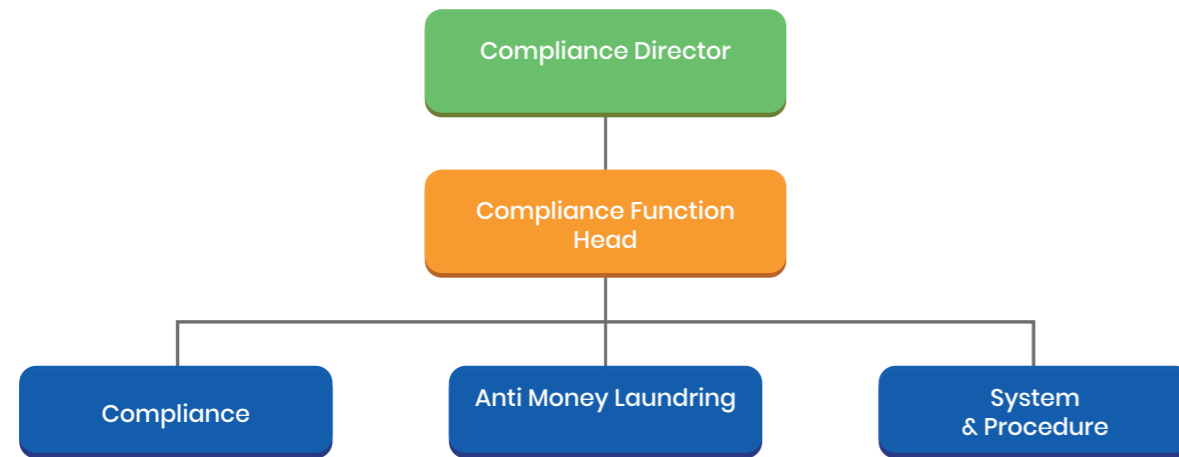 Compliance Director
Compliance Function
Head
Compliance
Anti Money Laundring
System
& Procedure